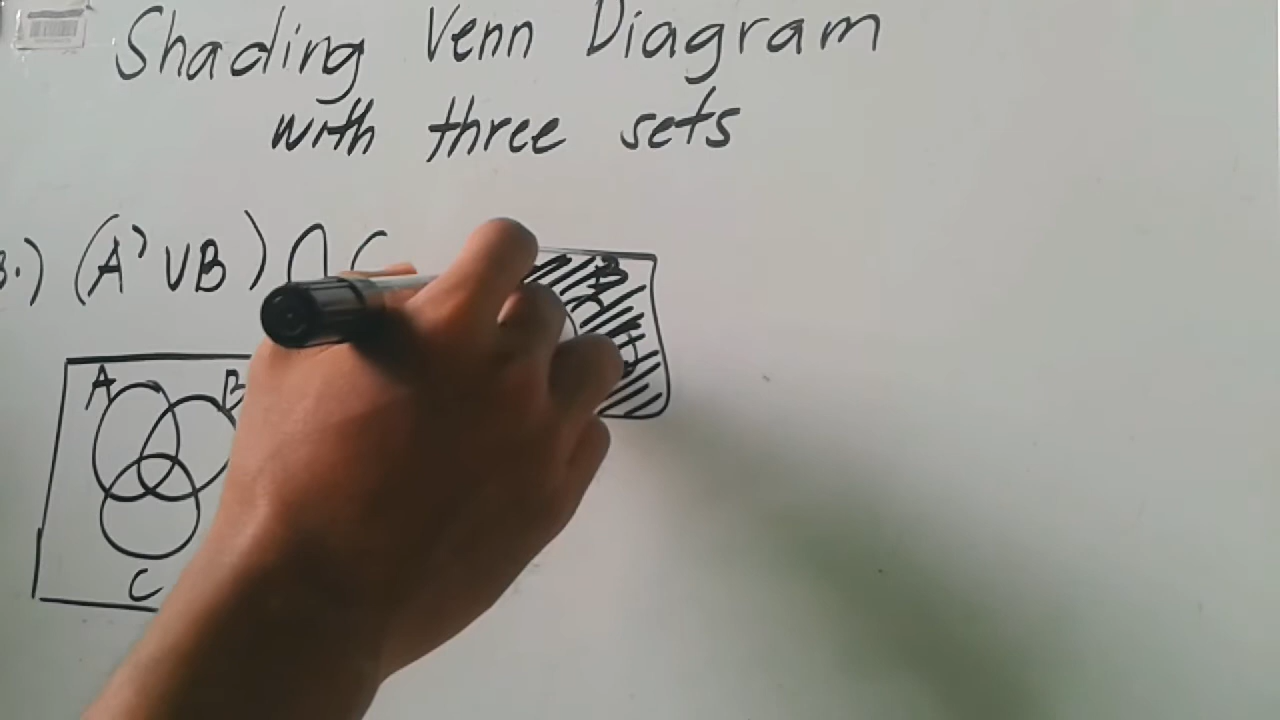 Shading Venn Diagram
with three sets
3.) (A' ∪ B) ∩ C
B
A B
C